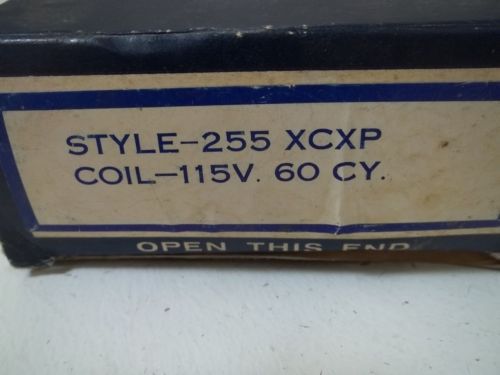 STYLE-255 XCXP
COIL-115V. 60 CY.
OPEN THIS END